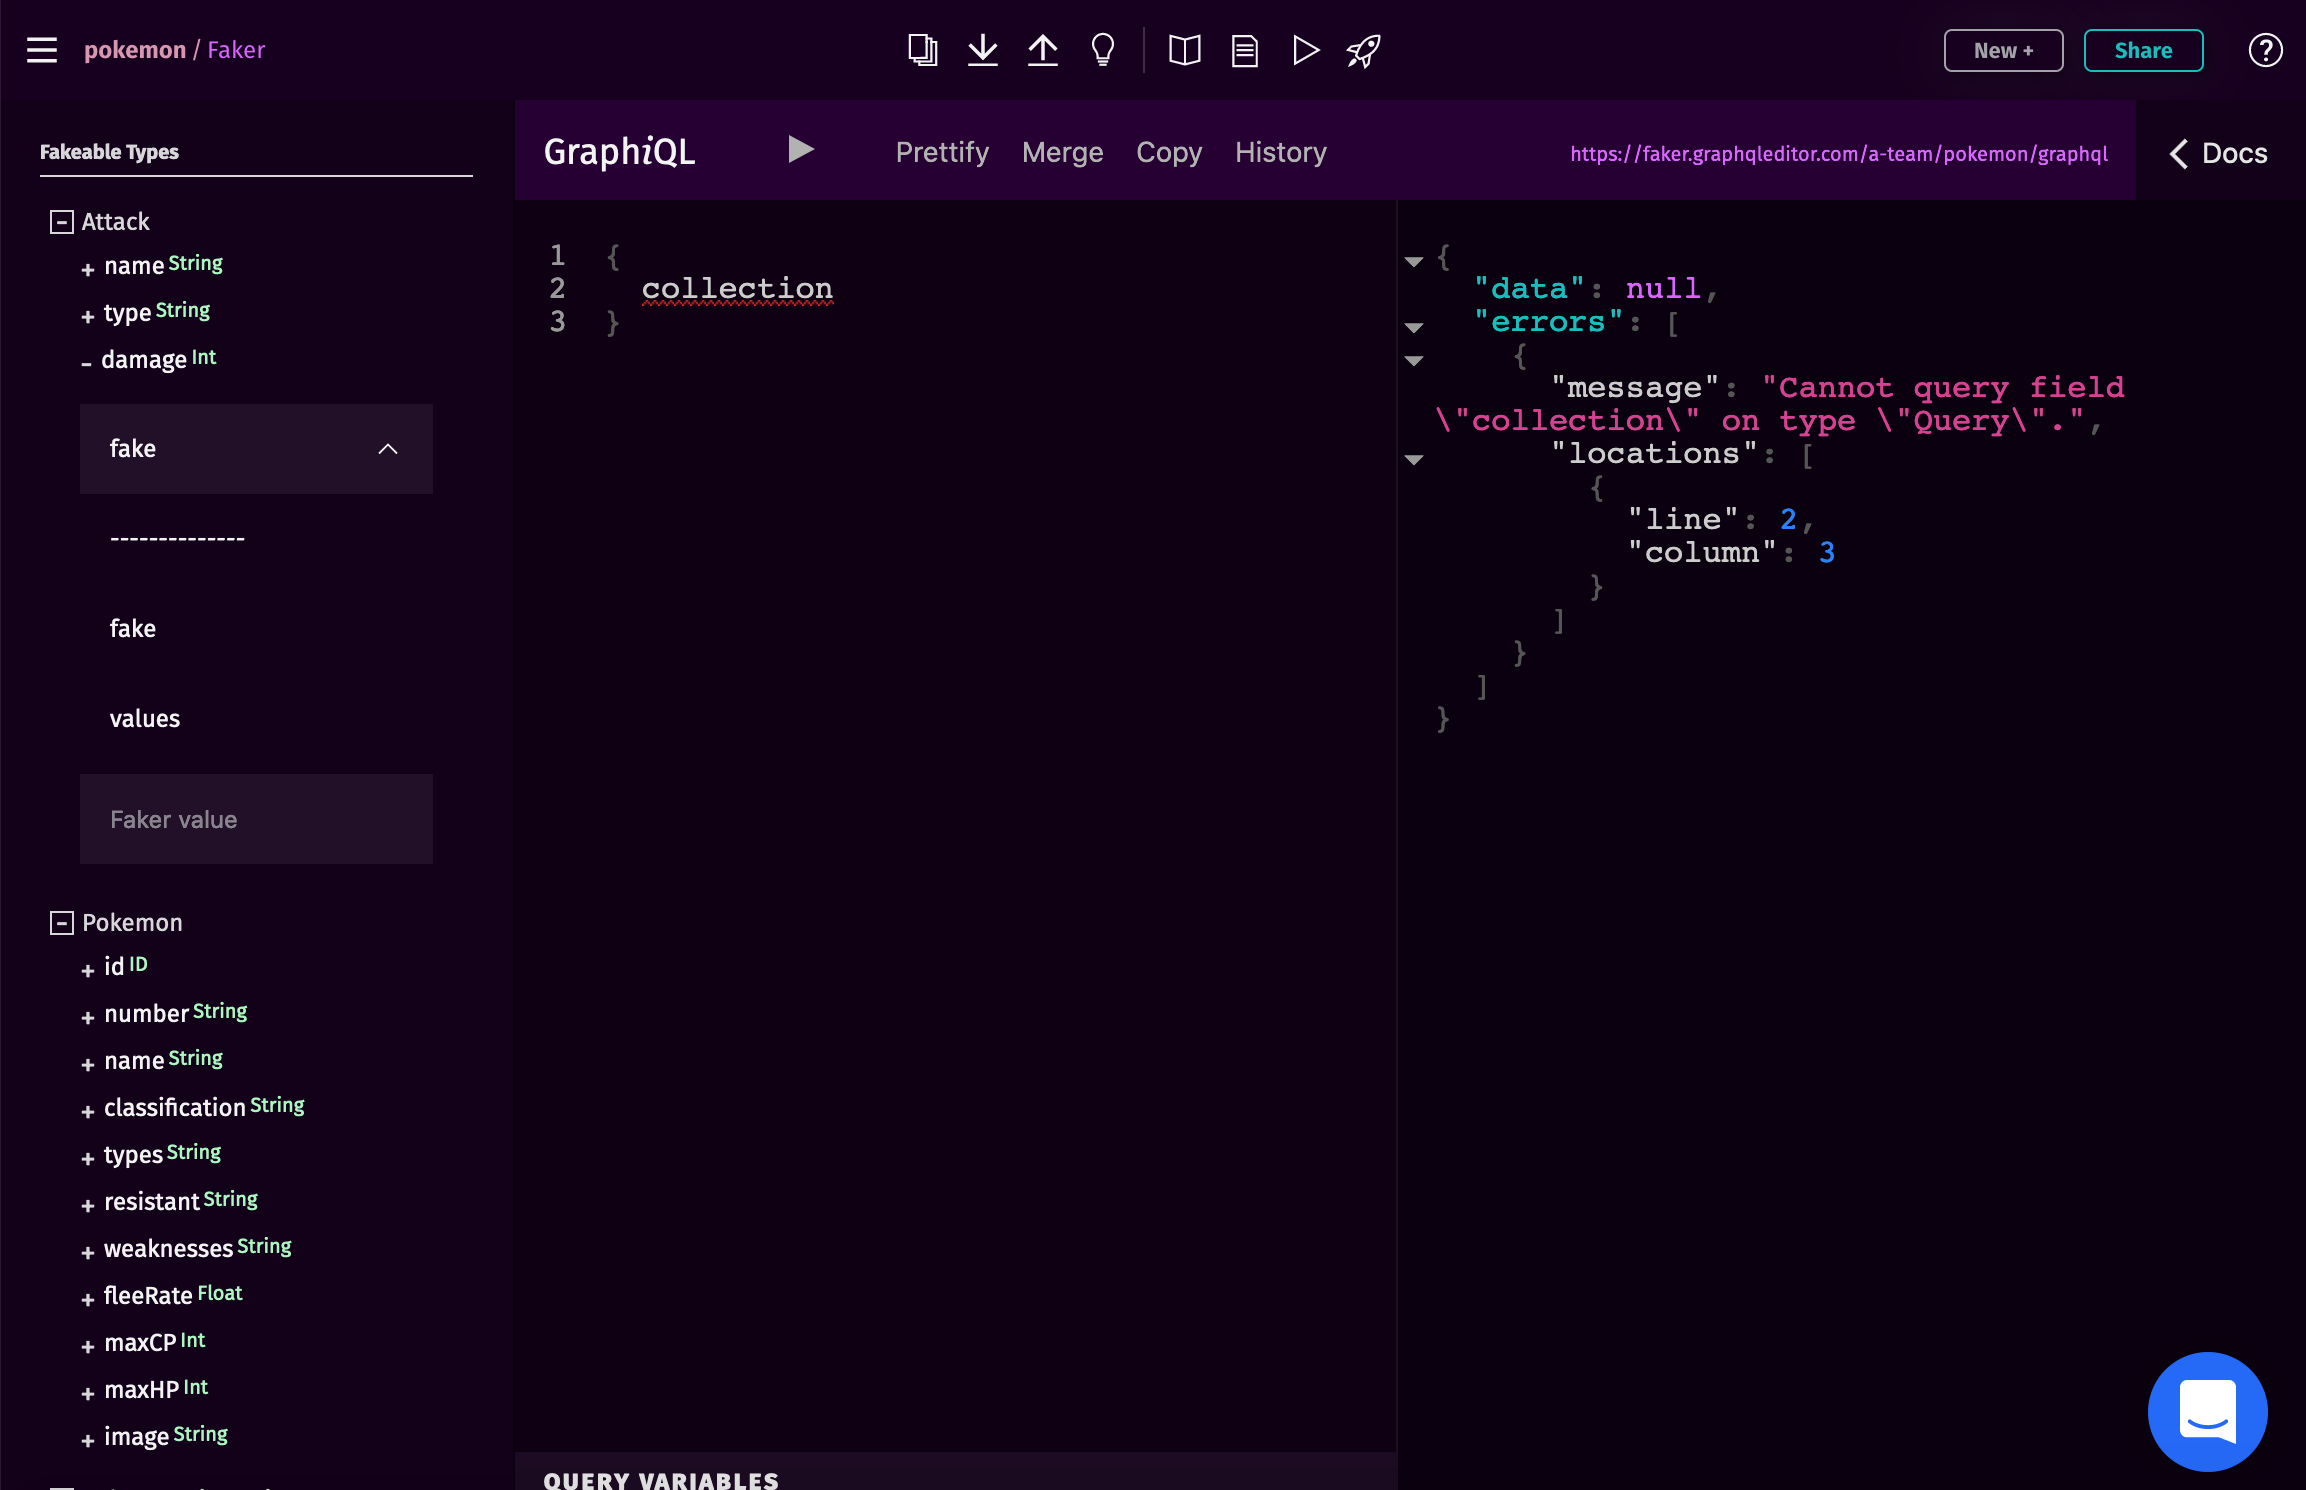 pokemon / Faker
New +
Share
?
Fakeable Types
Attack
+ name String
+ type String
- damage Int
fake
--------------
fake
values
Faker value
Pokemon
+ id ID
+ number String
+ name String
+ classification String
+ types String
+ resistant String
+ weaknesses String
+ fleeRate Float
+ maxCP Int
+ maxHP Int
+ image String
GraphiQL
Prettify Merge Copy History
https://faker.graphqleditor.com/a-team/pokemon/graphql
Docs
1 {
2 collection
3 }
QUERY VARIABLES
{
"data": null,
"errors": [
{
"message": "Cannot query field
\"collection\" on type \"Query\".",
"locations": [
{
"line": 2,
"column": 3
}
]
}
]
}